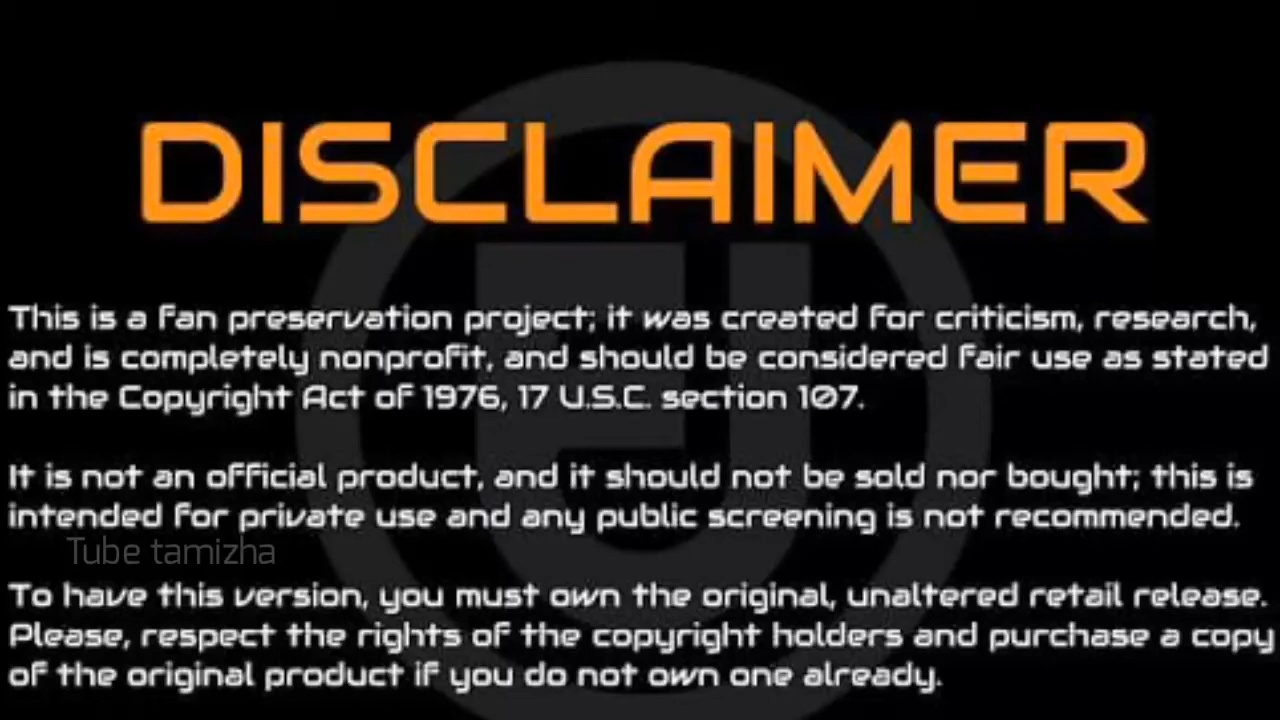 DISCLAIMER
This is a fan preservation project; it was created for criticism, research,
and is completely nonprofit, and should be considered fair use as stated
in the Copyright Act of 1976, 17 U.S.C. section 107.
It is not an official product, and it should not be sold nor bought; this is
intended for private use and any public screening is not recommended.
Tube tamizha
To have this version, you must own the original, unaltered retail release.
Please, respect the rights of the copyright holders and purchase a copy
of the original product if you do not own one already.